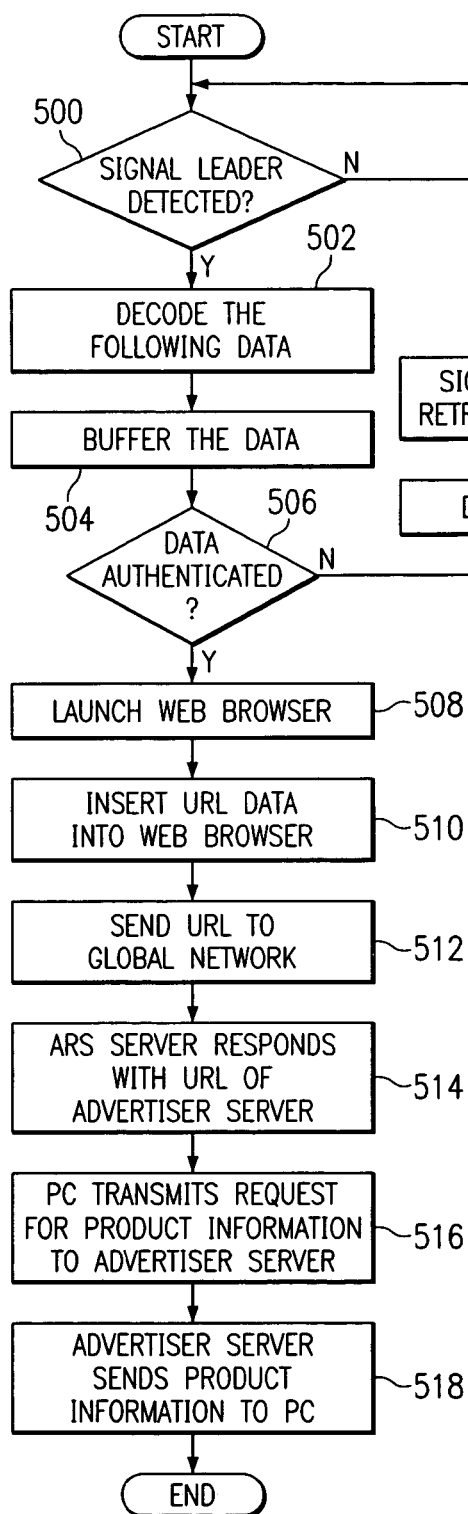 START
500
SIGNAL LEADER
DETECTED?
N
Y
502
DECODE THE
FOLLOWING DATA
BUFFER THE DATA
504
506
DATA
AUTHENTICATED
?
N
Y
LAUNCH WEB BROWSER
508
INSERT URL DATA
INTO WEB BROWSER
510
SEND URL TO
GLOBAL NETWORK
512
ARS SERVER RESPONDS
WITH URL OF
ADVERTISER SERVER
514
PC TRANSMITS REQUEST
FOR PRODUCT INFORMATION
TO ADVERTISER SERVER
516
ADVERTISER SERVER
SENDS PRODUCT
INFORMATION TO PC
518
END